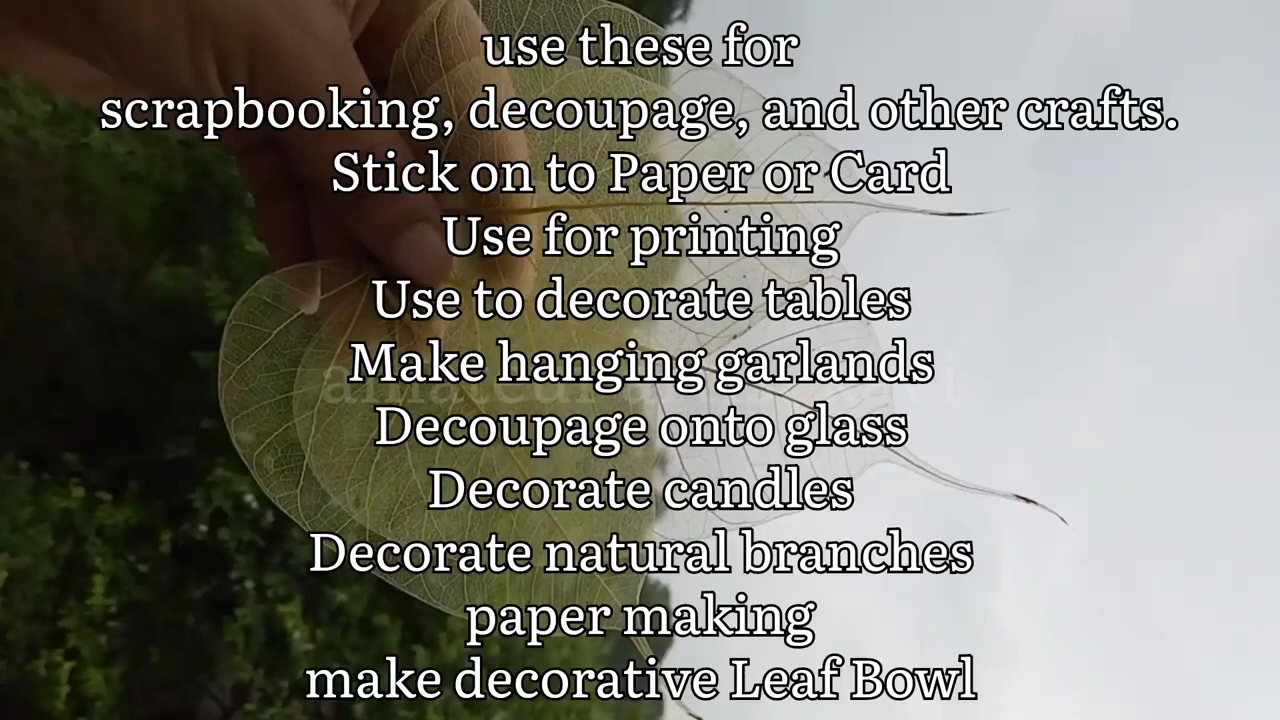 use these for
scrapbooking, decoupage, and other crafts.
Stick on to Paper or Card
Use for printing
Use to decorate tables
Make hanging garlands
Decoupage onto glass
Decorate candles
Decorate natural branches
paper making
make decorative Leaf Bowl